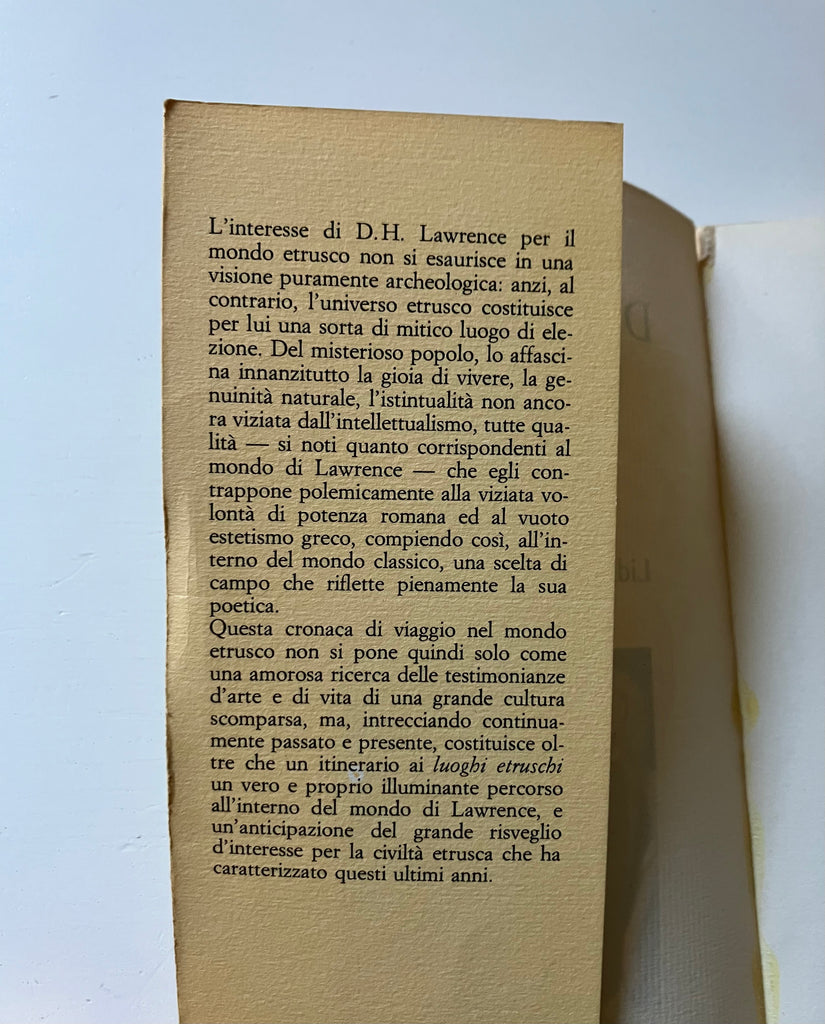 L'interesse di D.H. Lawrence per il
mondo etrusco non si esaurisce in una
visione puramente archeologica: anzi, al
contrario, l'universo etrusco costituisce
per lui una sorta di mitico luogo di ele-
zione. Del misterioso popolo, lo affasci-
na innanzitutto la gioia di vivere, la ge-
nuinità naturale, l'istintualità non anco-
ra viziata dall'intellettualismo, tutte qua-
lità — si noti quanto corrispondenti al
mondo di Lawrence — che egli con-
trappone polemicamente alla viziata vo-
lontà di potenza romana ed al vuoto
estetismo greco, compiendo così, all'in-
terno del mondo classico, una scelta di
campo che riflette pienamente la sua
poetica.
Questa cronaca di viaggio nel mondo
etrusco non si pone quindi solo come
una amorosa ricerca delle testimonianze
d'arte e di vita di una grande cultura
scomparsa, ma, intrecciando continua-
mente passato e presente, costituisce ol-
tre che un itinerario ai luoghi etruschi
un vero e proprio illuminante percorso
all'interno del mondo di Lawrence, e
un'anticipazione del grande risveglio
d'interesse per la civiltà etrusca che ha
caratterizzato questi ultimi anni.